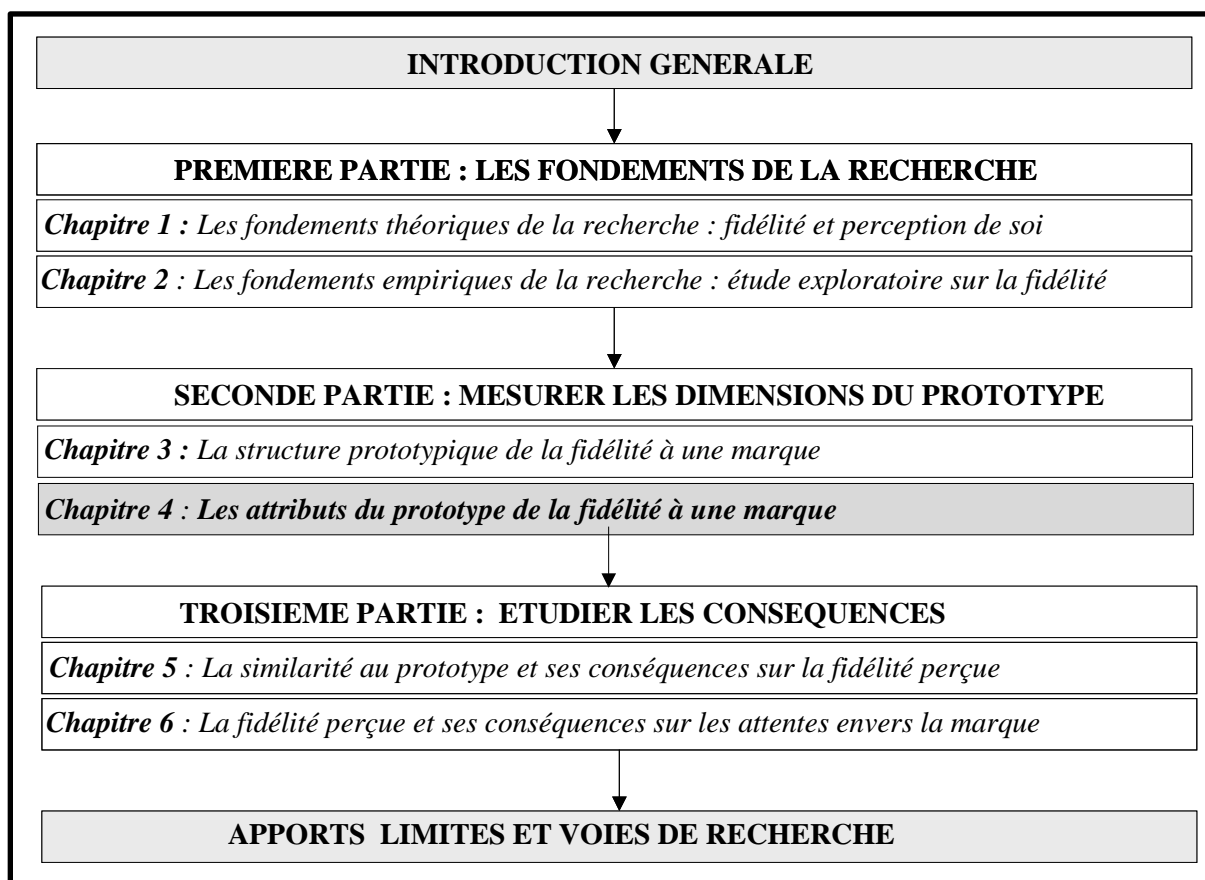 INTRODUCTION GENERALE
PREMIERE PARTIE : LES FONDEMENTS DE LA RECHERCHE
Chapitre 1 : Les fondements théoriques de la recherche : fidélité et perception de soi
Chapitre 2 : Les fondements empiriques de la recherche : étude exploratoire sur la fidélité
SECONDE PARTIE : MESURER LES DIMENSIONS DU PROTOTYPE
Chapitre 3 : La structure prototypique de la fidélité à une marque
Chapitre 4 : Les attributs du prototype de la fidélité à une marque
TROISIEME PARTIE : ETUDIER LES CONSEQUENCES
Chapitre 5 : La similarité au prototype et ses conséquences sur la fidélité perçue
Chapitre 6 : La fidélité perçue et ses conséquences sur les attentes envers la marque
APPORTS LIMITES ET VOIES DE RECHERCHE